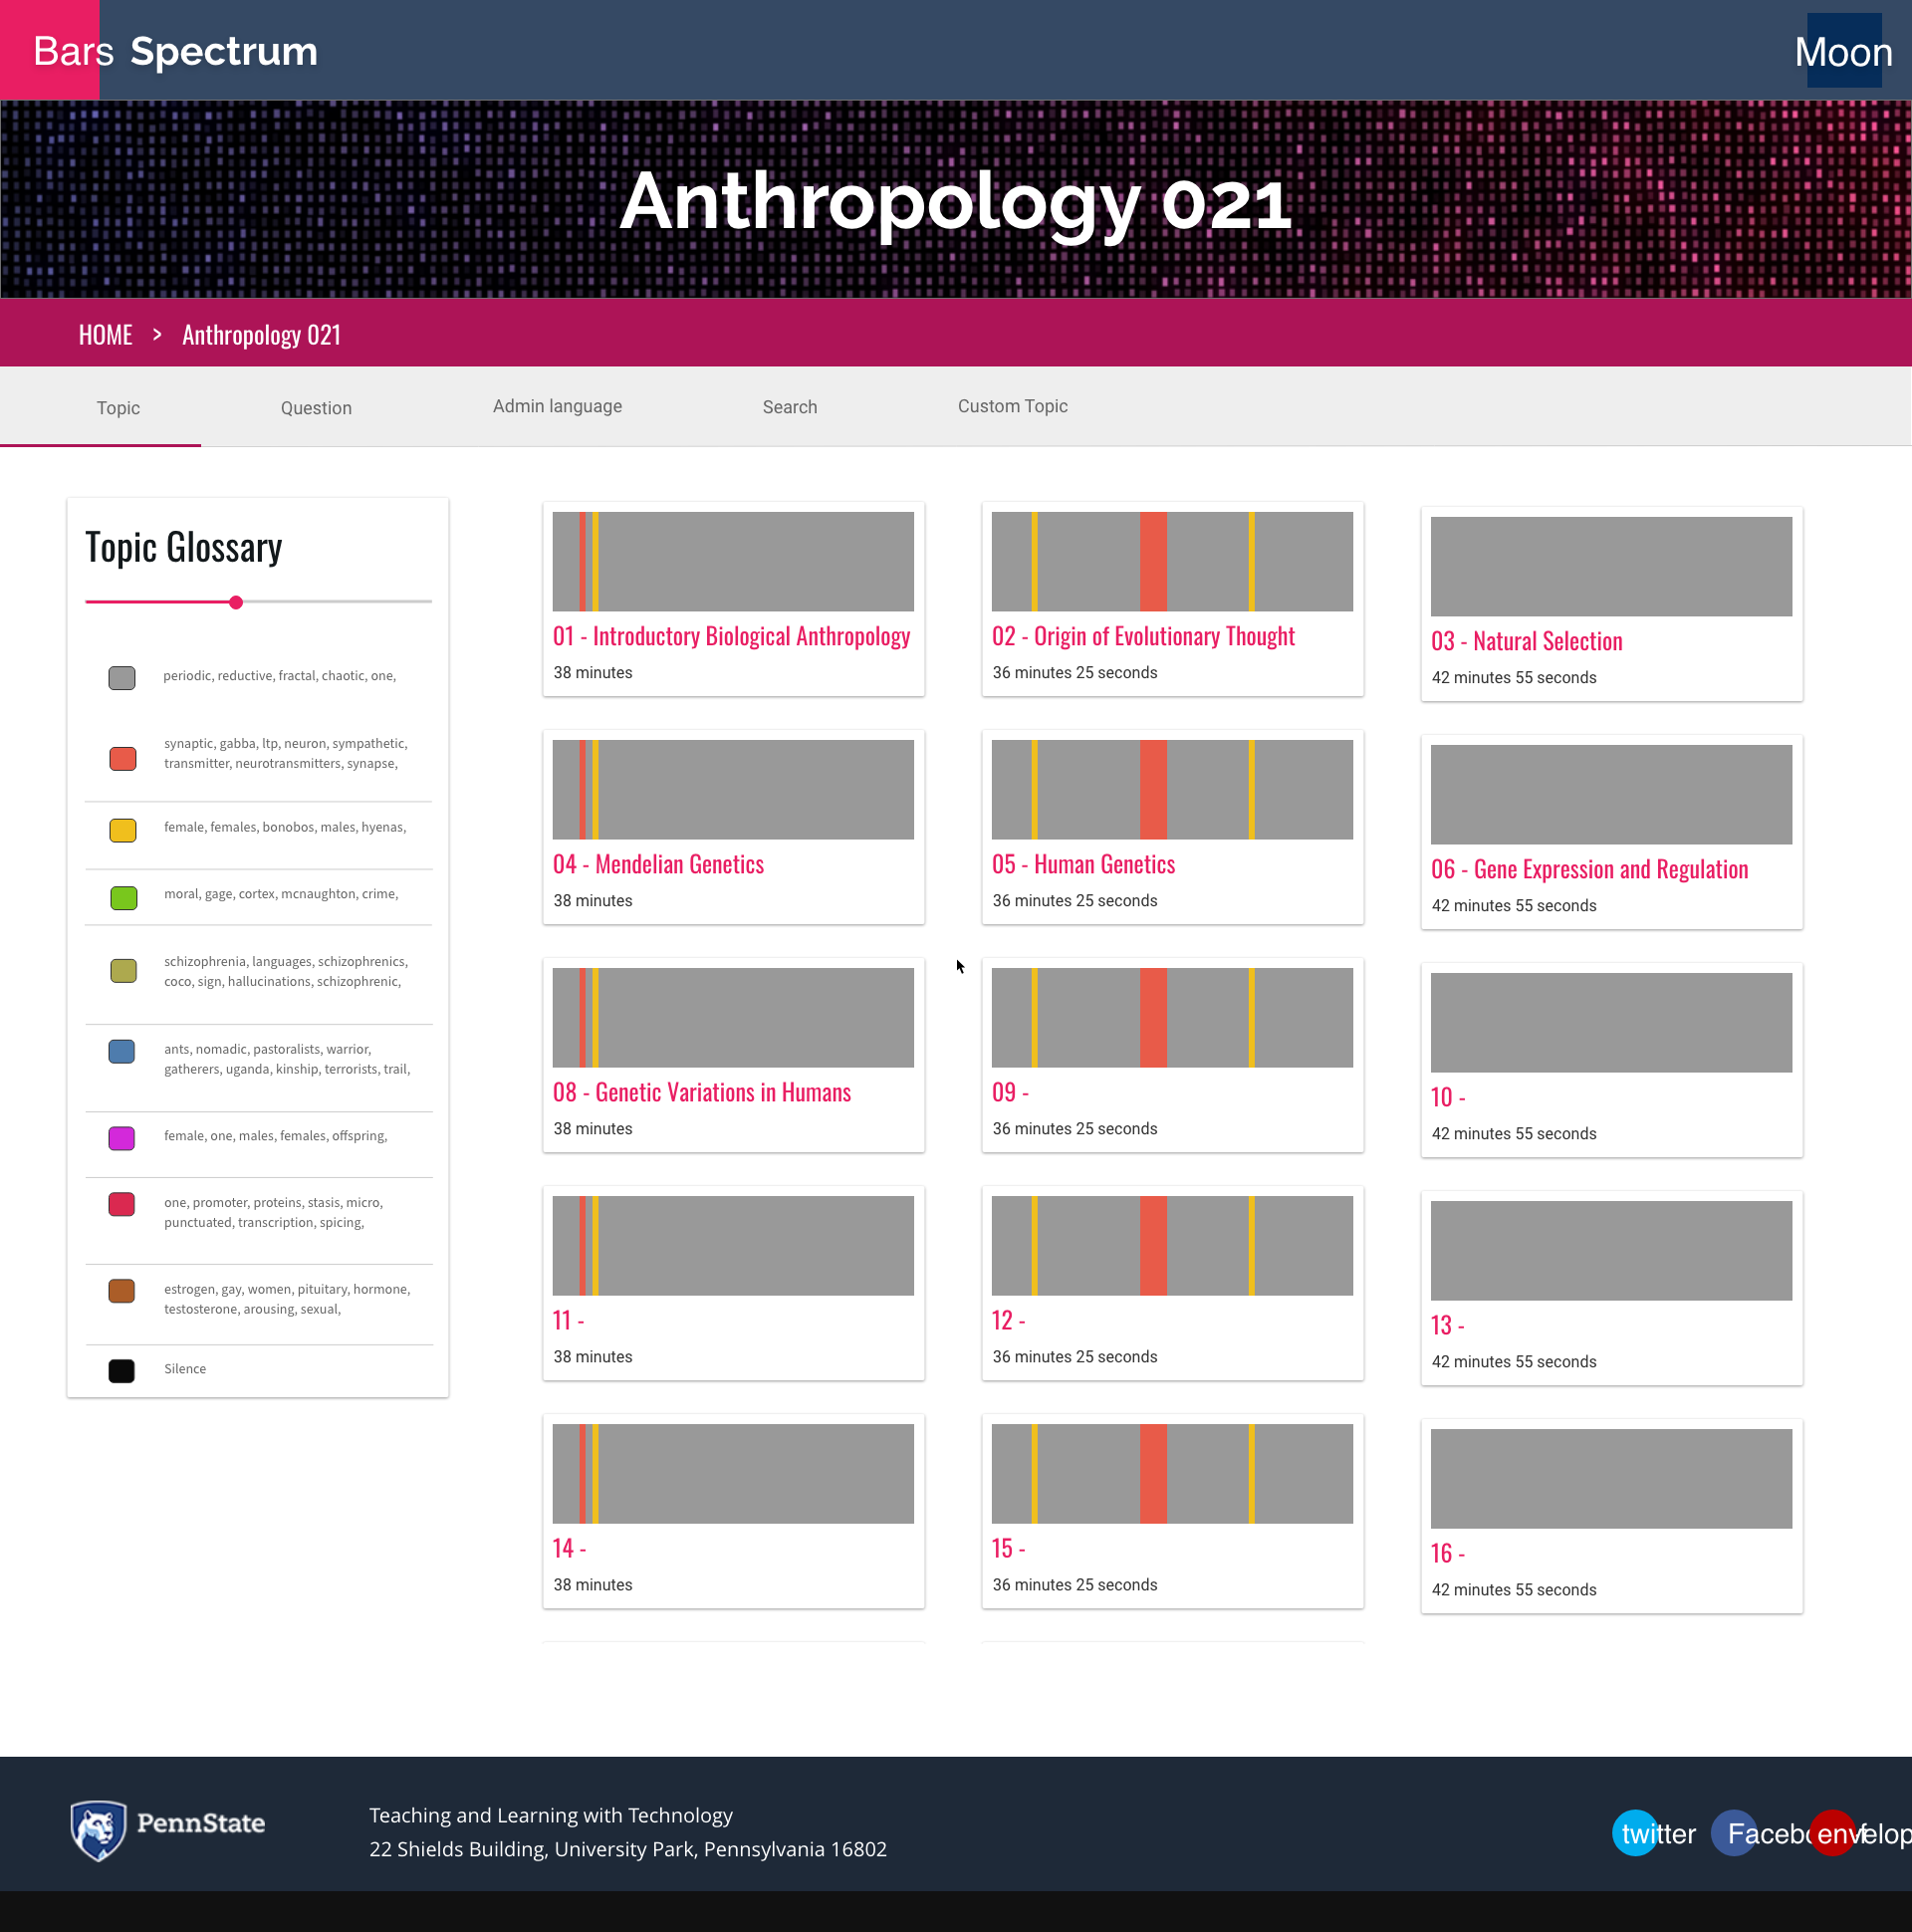 Bars Spectrum
Moon
Anthropology 021
HOME > Anthropology 021
Topic
Question
Admin language
Search
Custom Topic
Topic Glossary
periodic, reductive, fractal, chaotic, one,
synaptic, gabba, ltp, neuron, sympathetic,
transmitter, neurotransmitters, synapse,
female, females, bonobos, males, hyenas,
moral, gage, cortex, mcnaughton, crime,
schizophrenia, languages, schizophrenics,
coco, sign, hallucinations, schizophrenic,
ants, nomadic, pastoralists, warrior,
gatherers, uganda, kinship, terrorists, trail,
female, one, males, females, offspring,
one, promoter, proteins, stasis, micro,
punctuated, transcription, spicing,
estrogen, gay, women, pituitary, hormone,
testosterone, arousing, sexual,
Silence
01 - Introductory Biological Anthropology
38 minutes
02 - Origin of Evolutionary Thought
36 minutes 25 seconds
03 - Natural Selection
42 minutes 55 seconds
04 - Mendelian Genetics
38 minutes
05 - Human Genetics
36 minutes 25 seconds
06 - Gene Expression and Regulation
42 minutes 55 seconds
08 - Genetic Variations in Humans
38 minutes
09 -
36 minutes 25 seconds
10 -
42 minutes 55 seconds
11 -
38 minutes
12 -
36 minutes 25 seconds
13 -
42 minutes 55 seconds
14 -
38 minutes
15 -
36 minutes 25 seconds
16 -
42 minutes 55 seconds
PennState
Teaching and Learning with Technology
22 Shields Building, University Park, Pennsylvania 16802
twitter